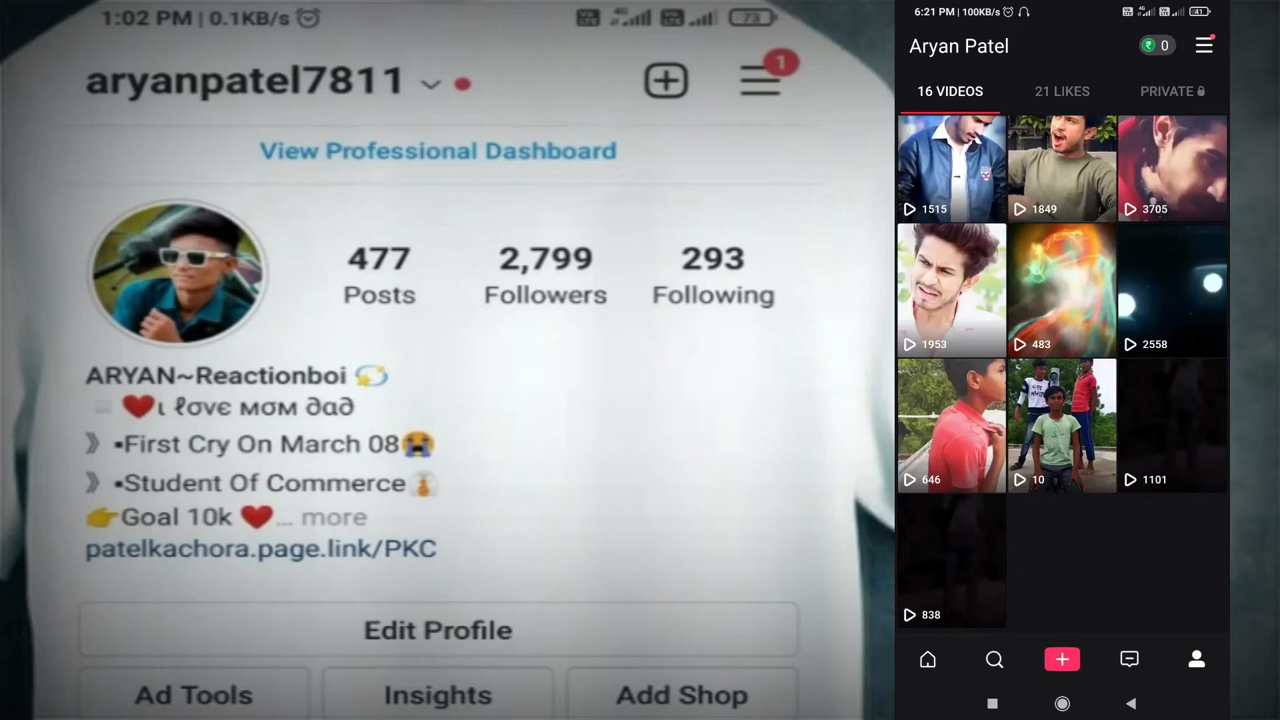 1:02 PM | 0.1KB/s
73
aryanpatel7811
1
View Professional Dashboard
477 2,799 293
Posts Followers Following
ARYAN~Reactionboi 💫
❤️ι ℓσνє мσм ∂α∂
》▪First Cry On March 08😭
》▪Student Of Commerce
👉Goal 10k ❤️... more
patelkachora.page.link/PKC
Edit Profile
Ad Tools Insights Add Shop
6:21 PM | 100KB/s
41
Aryan Patel
₹ 0
16 VIDEOS 21 LIKES PRIVATE
1515 1849 3705
1953 483 2558
646 10 1101
838